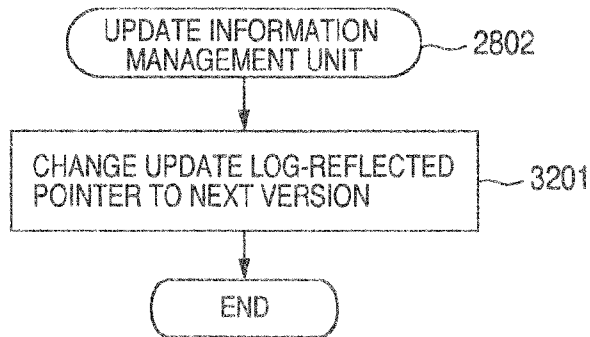 UPDATE INFORMATION
MANAGEMENT UNIT
2802
CHANGE UPDATE LOG-REFLECTED
POINTER TO NEXT VERSION
3201
END